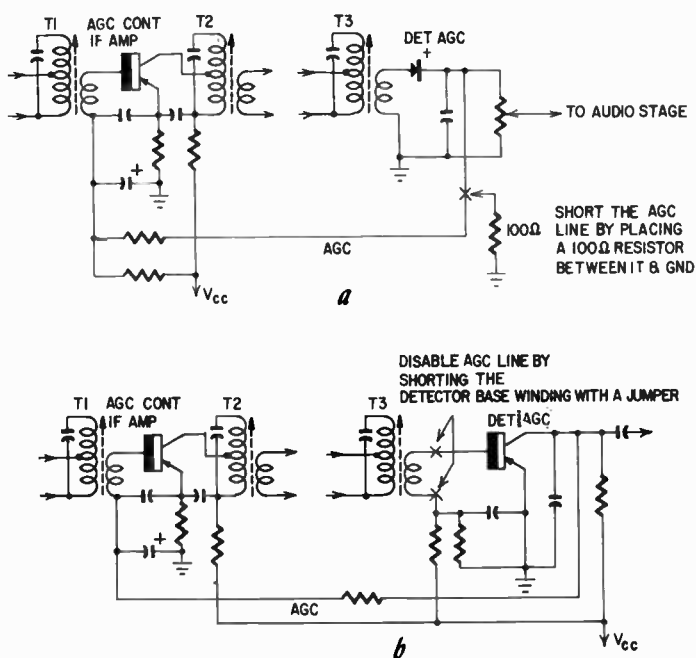 T1
AGC CONT
IF AMP
T2
T3
DET AGC
+
TO AUDIO STAGE
+
100Ω
SHORT THE AGC
LINE BY PLACING
A 100Ω RESISTOR
BETWEEN IT & GND
AGC
Vcc
a
DISABLE AGC LINE BY
SHORTING THE
DETECTOR BASE WINDING WITH A JUMPER
T1
AGC CONT
IF AMP
T2
T3
DET AGC
+
AGC
Vcc
b